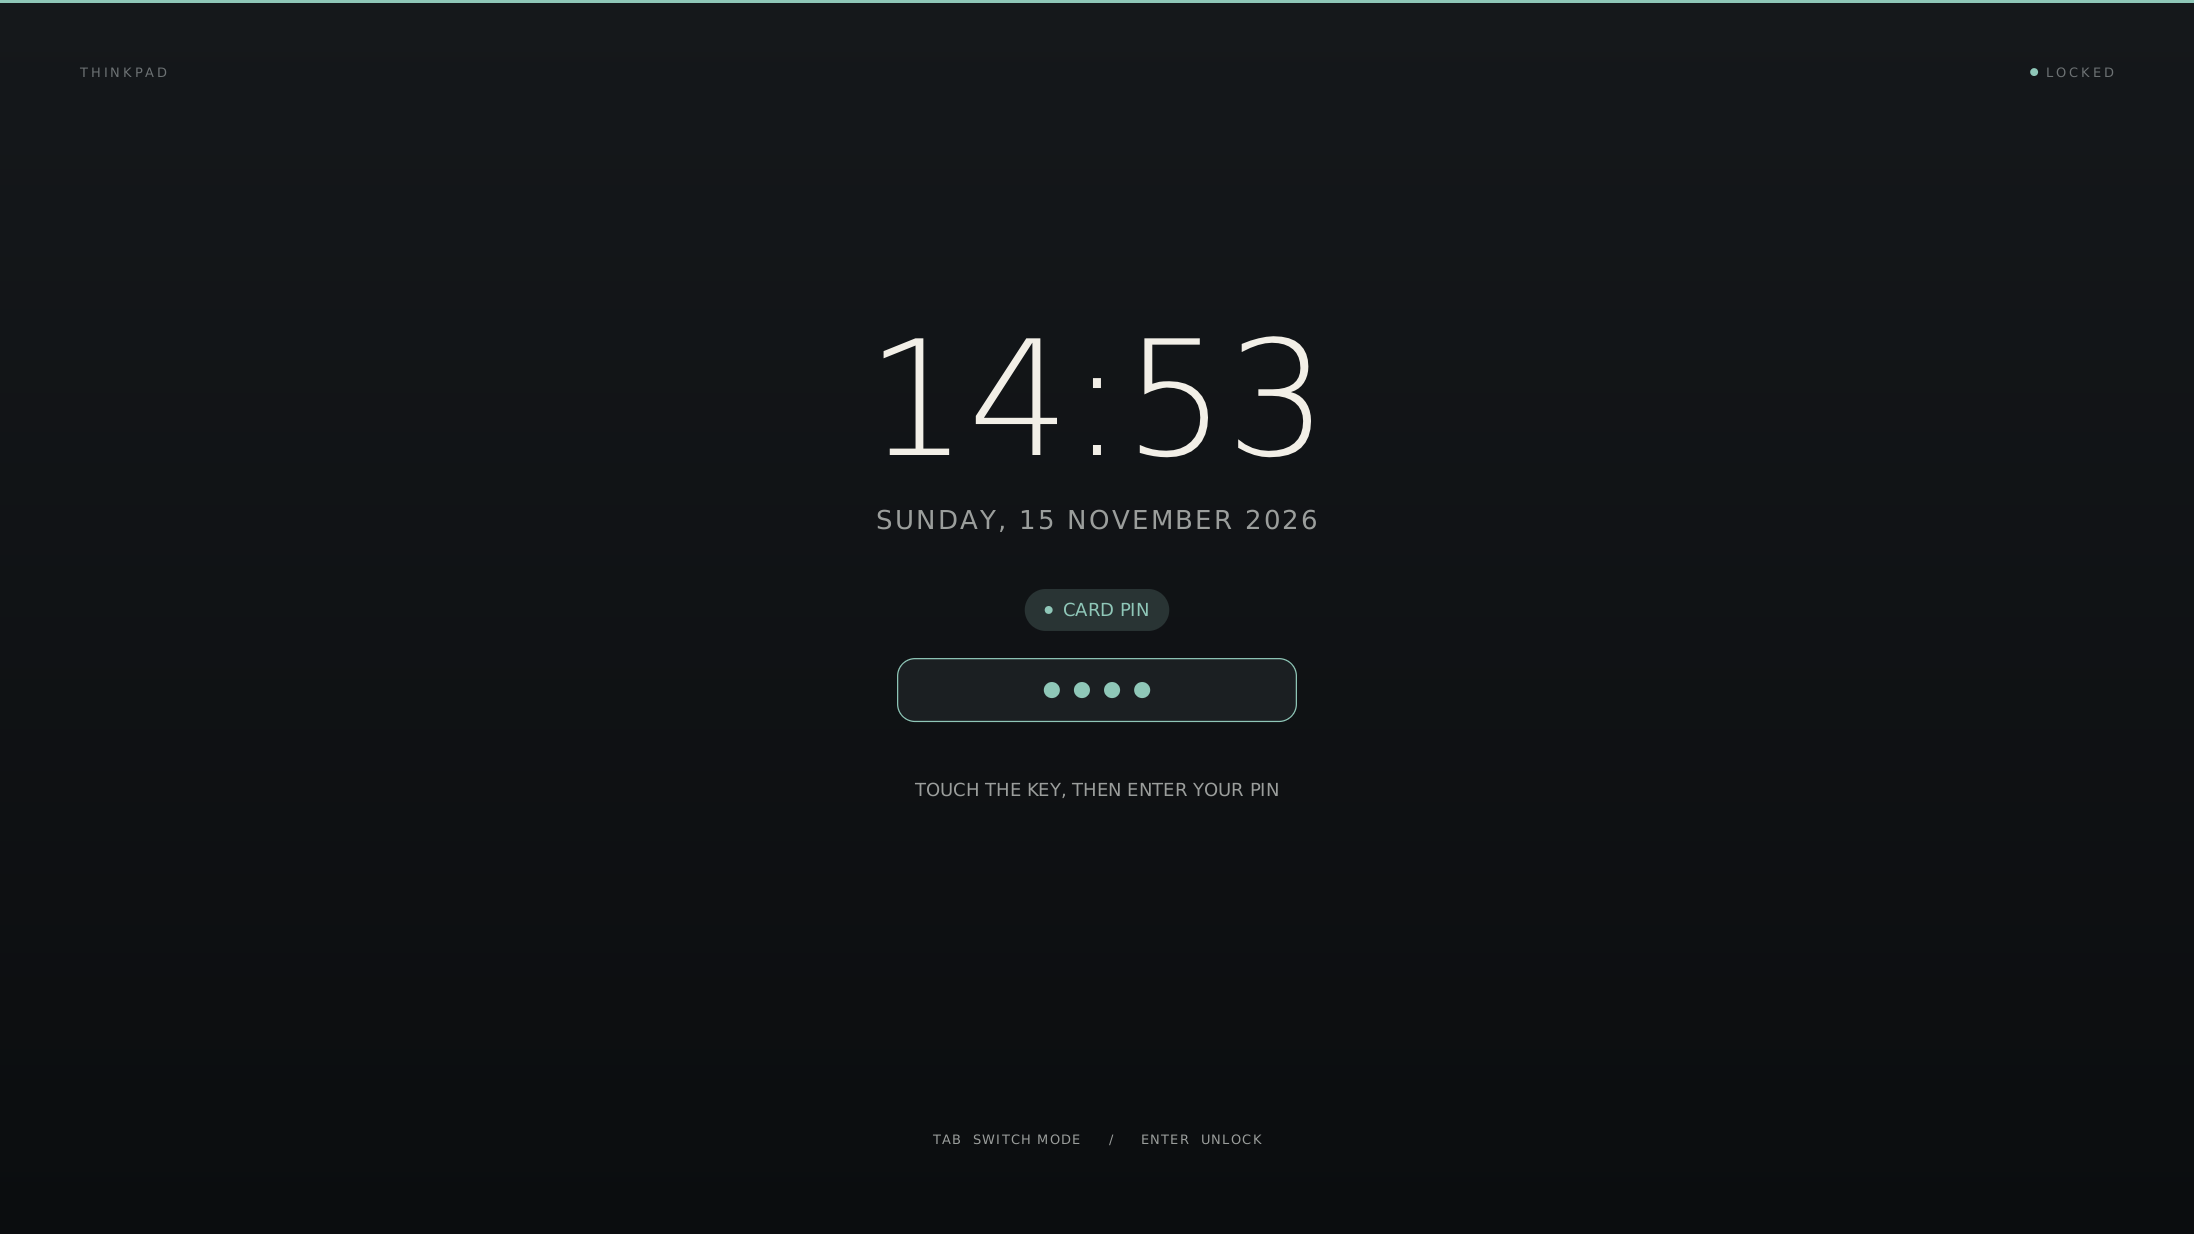 THINKPAD
LOCKED
14:53
SUNDAY, 15 NOVEMBER 2026
CARD PIN
TOUCH THE KEY, THEN ENTER YOUR PIN
TAB SWITCH MODE / ENTER UNLOCK